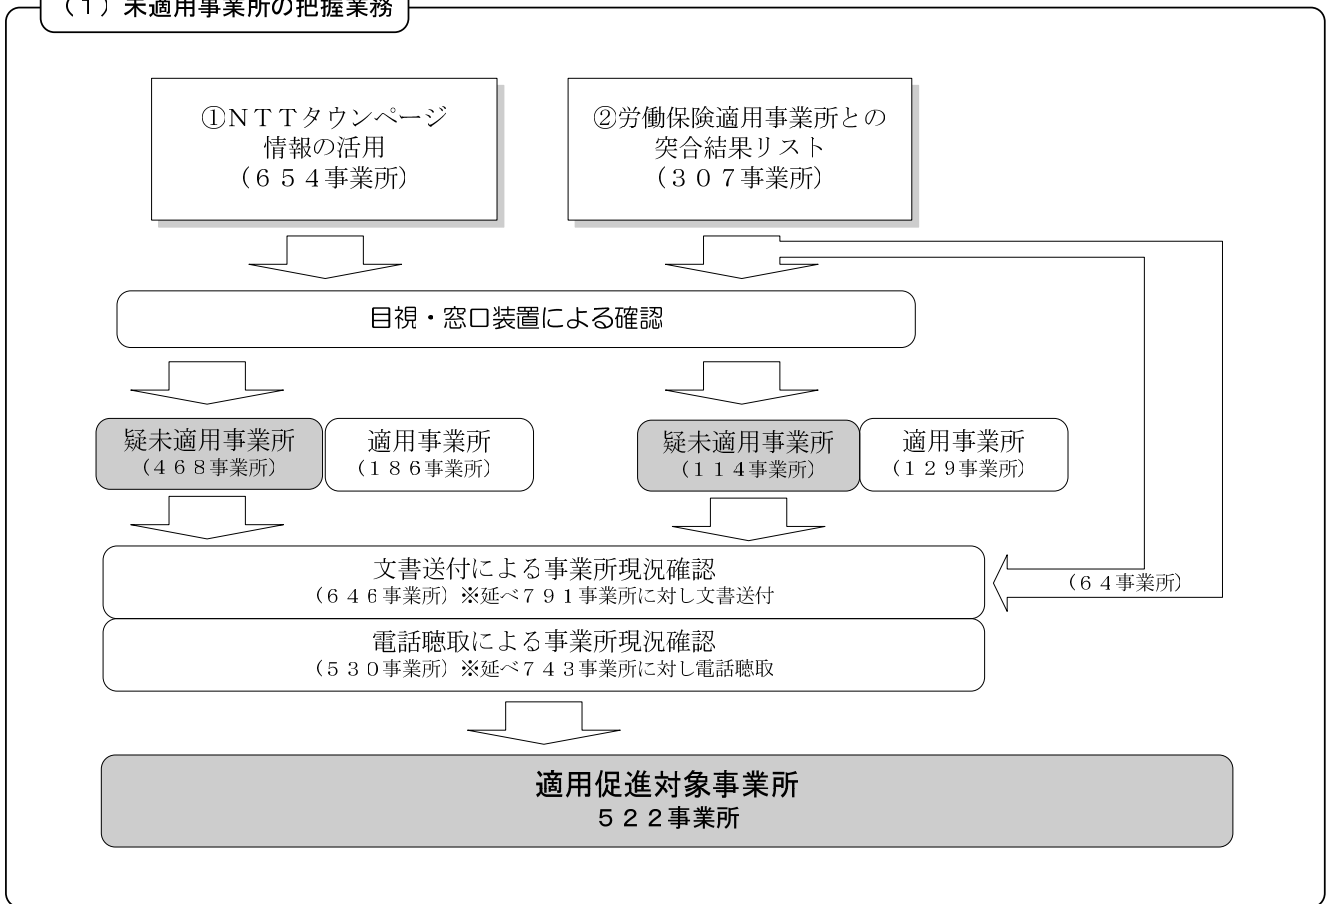 （１）未適用事業所の把握業務
①ＮＴＴタウンページ
情報の活用
（６５４事業所）
②労働保険適用事業所との
突合結果リスト
（３０７事業所）
目視・窓口装置による確認
疑未適用事業所
（４６８事業所）
適用事業所
（１８６事業所）
疑未適用事業所
（１１４事業所）
適用事業所
（１２９事業所）
文書送付による事業所現況確認
（６４６事業所）※延べ７９１事業所に対し文書送付
（６４事業所）
電話聴取による事業所現況確認
（５３０事業所）※延べ７４３事業所に対し電話聴取
適用促進対象事業所
５２２事業所